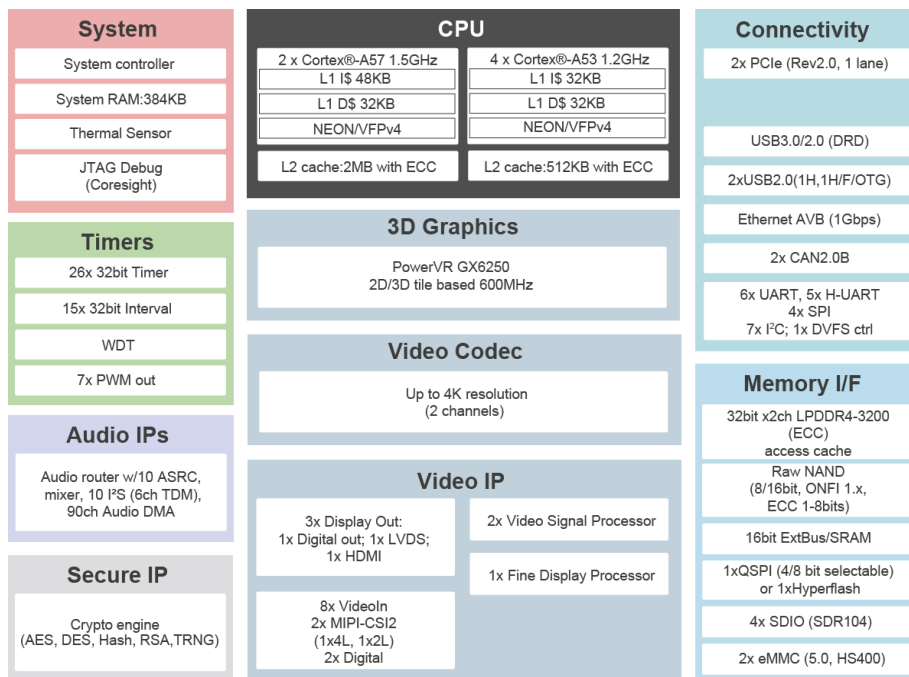 System
System controller
System RAM:384KB
Thermal Sensor
JTAG Debug
(Coresight)
Timers
26x 32bit Timer
15x 32bit Interval
WDT
7x PWM out
Audio IPs
Audio router w/10 ASRC,
mixer, 10 I²S (6ch TDM),
90ch Audio DMA
Secure IP
Crypto engine
(AES, DES, Hash, RSA,TRNG)
CPU
2 x Cortex®-A57 1.5GHz
L1 I$ 48KB
L1 D$ 32KB
NEON/VFPv4
L2 cache:2MB with ECC
4 x Cortex®-A53 1.2GHz
L1 I$ 32KB
L1 D$ 32KB
NEON/VFPv4
L2 cache:512KB with ECC
3D Graphics
PowerVR GX6250
2D/3D tile based 600MHz
Video Codec
Up to 4K resolution
(2 channels)
Video IP
3x Display Out:
1x Digital out; 1x LVDS;
1x HDMI
8x VideoIn
2x MIPI-CSI2
(1x4L, 1x2L)
2x Digital
2x Video Signal Processor
1x Fine Display Processor
Connectivity
2x PCIe (Rev2.0, 1 lane)
USB3.0/2.0 (DRD)
2xUSB2.0(1H,1H/F/OTG)
Ethernet AVB (1Gbps)
2x CAN2.0B
6x UART, 5x H-UART
4x SPI
7x I²C; 1x DVFS ctrl
Memory I/F
32bit x2ch LPDDR4-3200
(ECC)
access cache
Raw NAND
(8/16bit, ONFI 1.x,
ECC 1-8bits)
16bit ExtBus/SRAM
1xQSPI (4/8 bit selectable)
or 1xHyperflash
4x SDIO (SDR104)
2x eMMC (5.0, HS400)